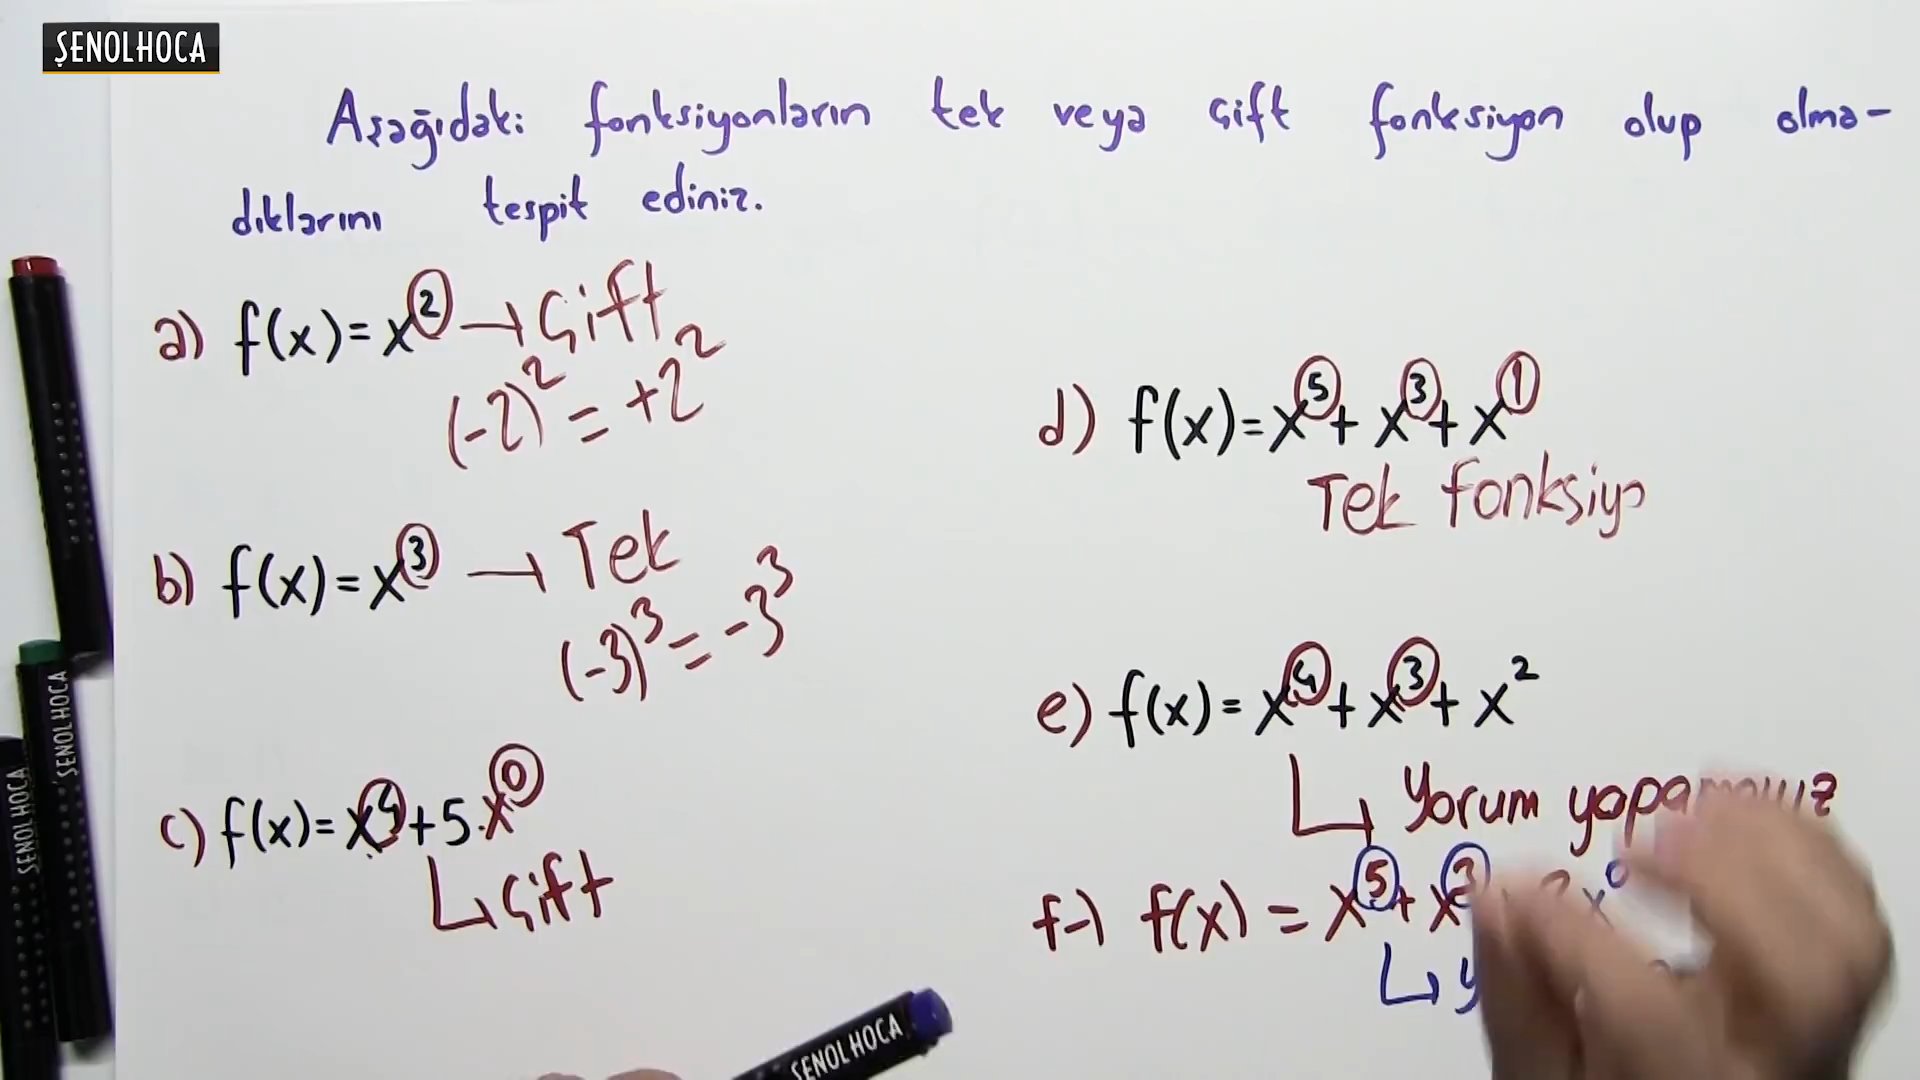 ŞENOLHOCA
Aşağıdaki fonksiyonların tek veya çift fonksiyon olup olma-
dıklarını tespit ediniz.
a) f(x)=x² → Çift
(-2)² = +2²
b) f(x)=x³ → Tek
(-3)³ = -3³
c) f(x)=x⁴+5.x⁰
↳ Çift
d) f(x)=x⁵+x³+x¹
Tek fonksiyo
e) f(x)=x⁴+x³+x²
↳ Yorum
f-) f(x) = x⁵+x³
ŞENOLHOCA
ŞENOLHOCA
ŞENOLHOCA